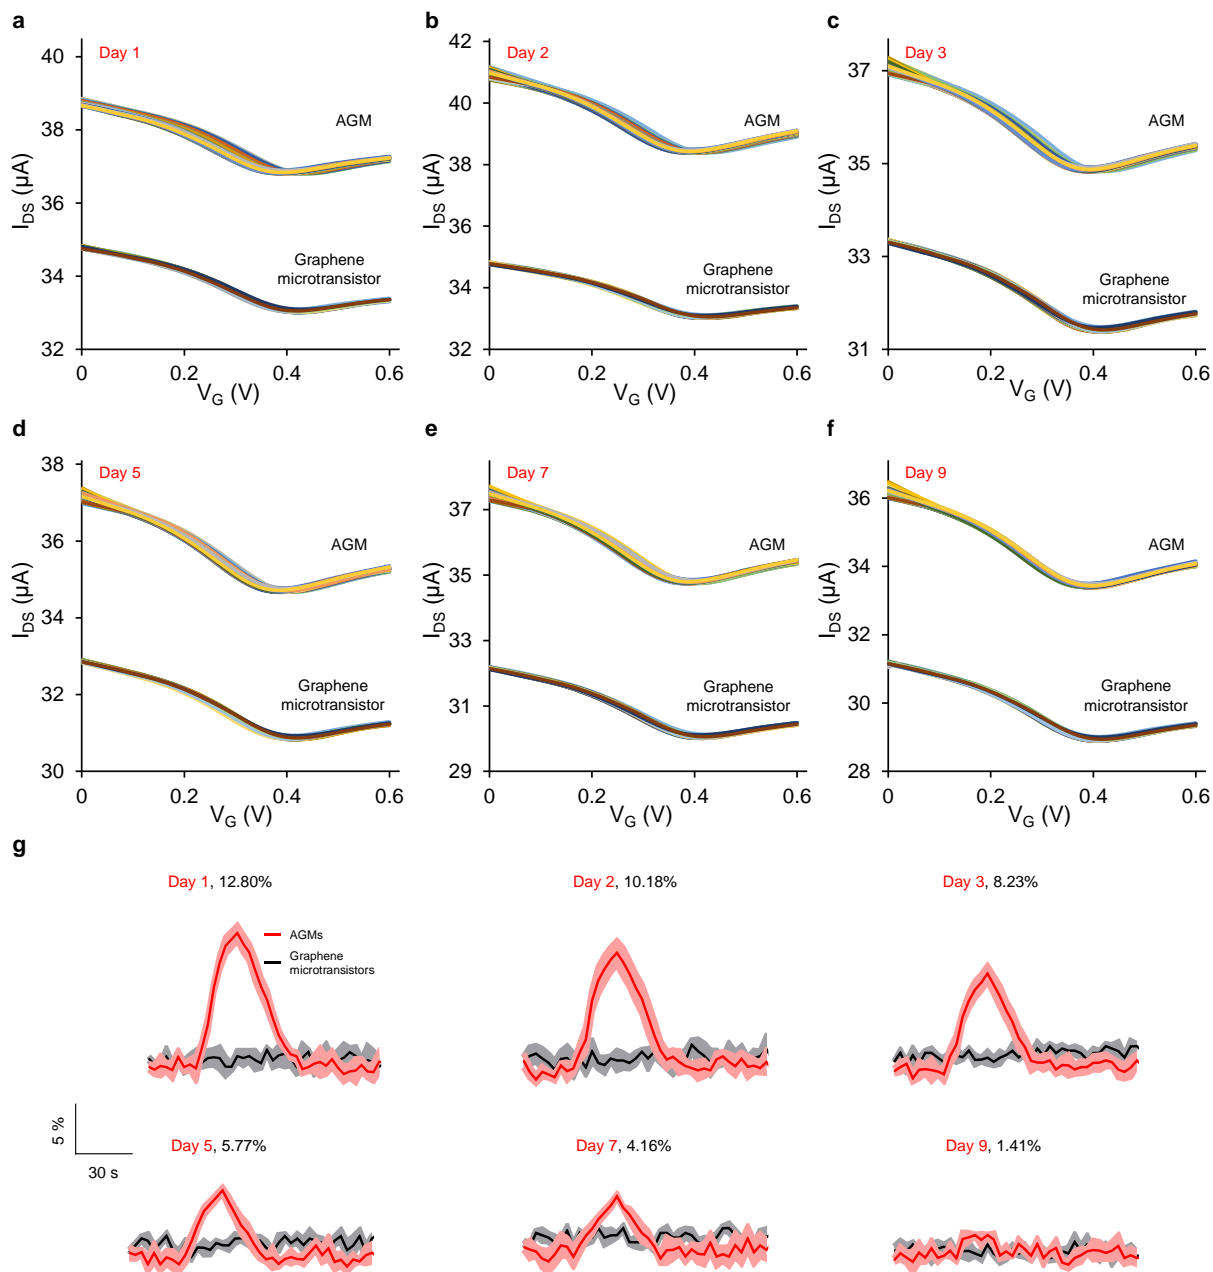 a
Day 1
40
38
36
34
32
I_DS (µA)
AGM
Graphene
microtransistor
0
0.2
0.4
0.6
V_G (V)
b
Day 2
42
40
38
36
34
32
I_DS (µA)
AGM
Graphene
microtransistor
0
0.2
0.4
0.6
V_G (V)
c
Day 3
37
35
33
31
I_DS (µA)
AGM
Graphene
microtransistor
0
0.2
0.4
0.6
V_G (V)
d
Day 5
38
36
34
32
30
I_DS (µA)
AGM
Graphene
microtransistor
0
0.2
0.4
0.6
V_G (V)
e
Day 7
37
35
33
31
29
I_DS (µA)
AGM
Graphene
microtransistor
0
0.2
0.4
0.6
V_G (V)
f
Day 9
36
34
32
30
28
I_DS (µA)
AGM
Graphene
microtransistor
0
0.2
0.4
0.6
V_G (V)
g
Day 1, 12.80%
Day 2, 10.18%
Day 3, 8.23%
AGMs
Graphene
microtransistors
5 %
30 s
Day 5, 5.77%
Day 7, 4.16%
Day 9, 1.41%